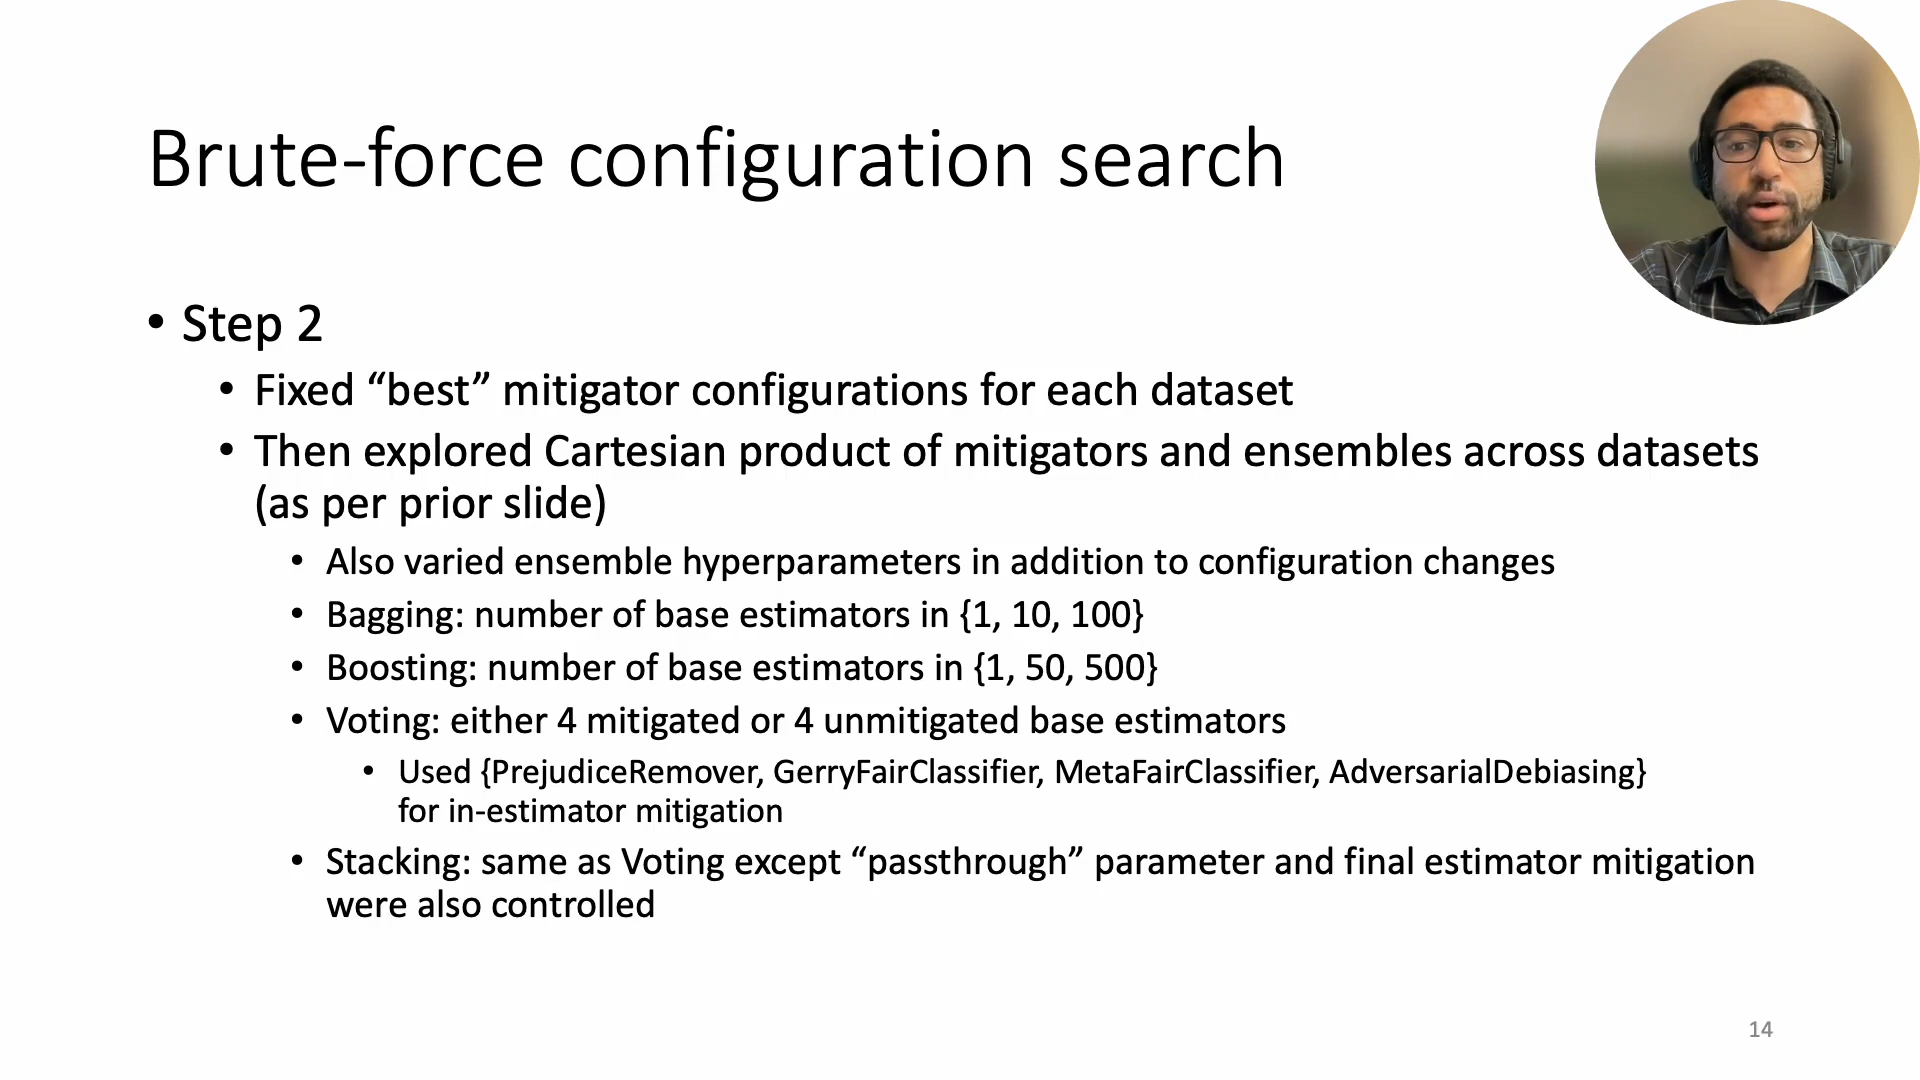 Brute-force configuration search
• Step 2
• Fixed “best” mitigator configurations for each dataset
• Then explored Cartesian product of mitigators and ensembles across datasets
(as per prior slide)
• Also varied ensemble hyperparameters in addition to configuration changes
• Bagging: number of base estimators in {1, 10, 100}
• Boosting: number of base estimators in {1, 50, 500}
• Voting: either 4 mitigated or 4 unmitigated base estimators
• Used {PrejudiceRemover, GerryFairClassifier, MetaFairClassifier, AdversarialDebiasing}
for in-estimator mitigation
• Stacking: same as Voting except “passthrough” parameter and final estimator mitigation
were also controlled
14